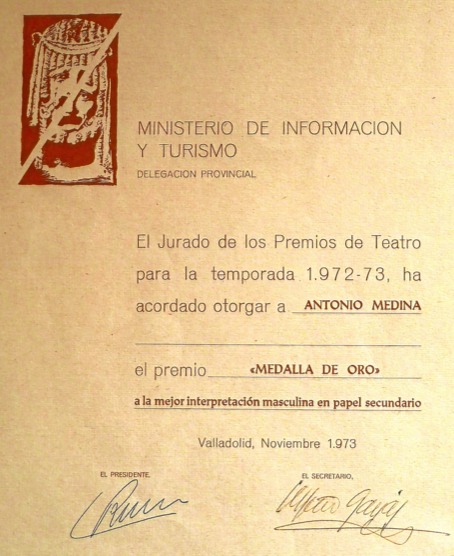 MINISTERIO DE INFORMACION
Y TURISMO
DELEGACION PROVINCIAL
El Jurado de los Premios de Teatro
para la temporada 1.972-73, ha
acordado otorgar a ANTONIO MEDINA
el premio «MEDALLA DE ORO»
a la mejor interpretación masculina en papel secundario
Valladolid, Noviembre 1.973
EL PRESIDENTE,
EL SECRETARIO,